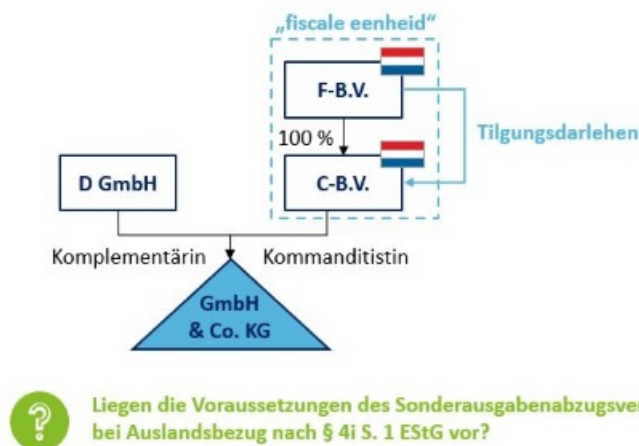 „fiscale eenheid“
F-B.V.
100 %
Tilgungsdarlehen
D GmbH
C-B.V.
Komplementärin
Kommanditistin
GmbH
& Co. KG
?
Liegen die Voraussetzungen des
bei Auslandsbezug nach § 4i S. 1 EStG vor?